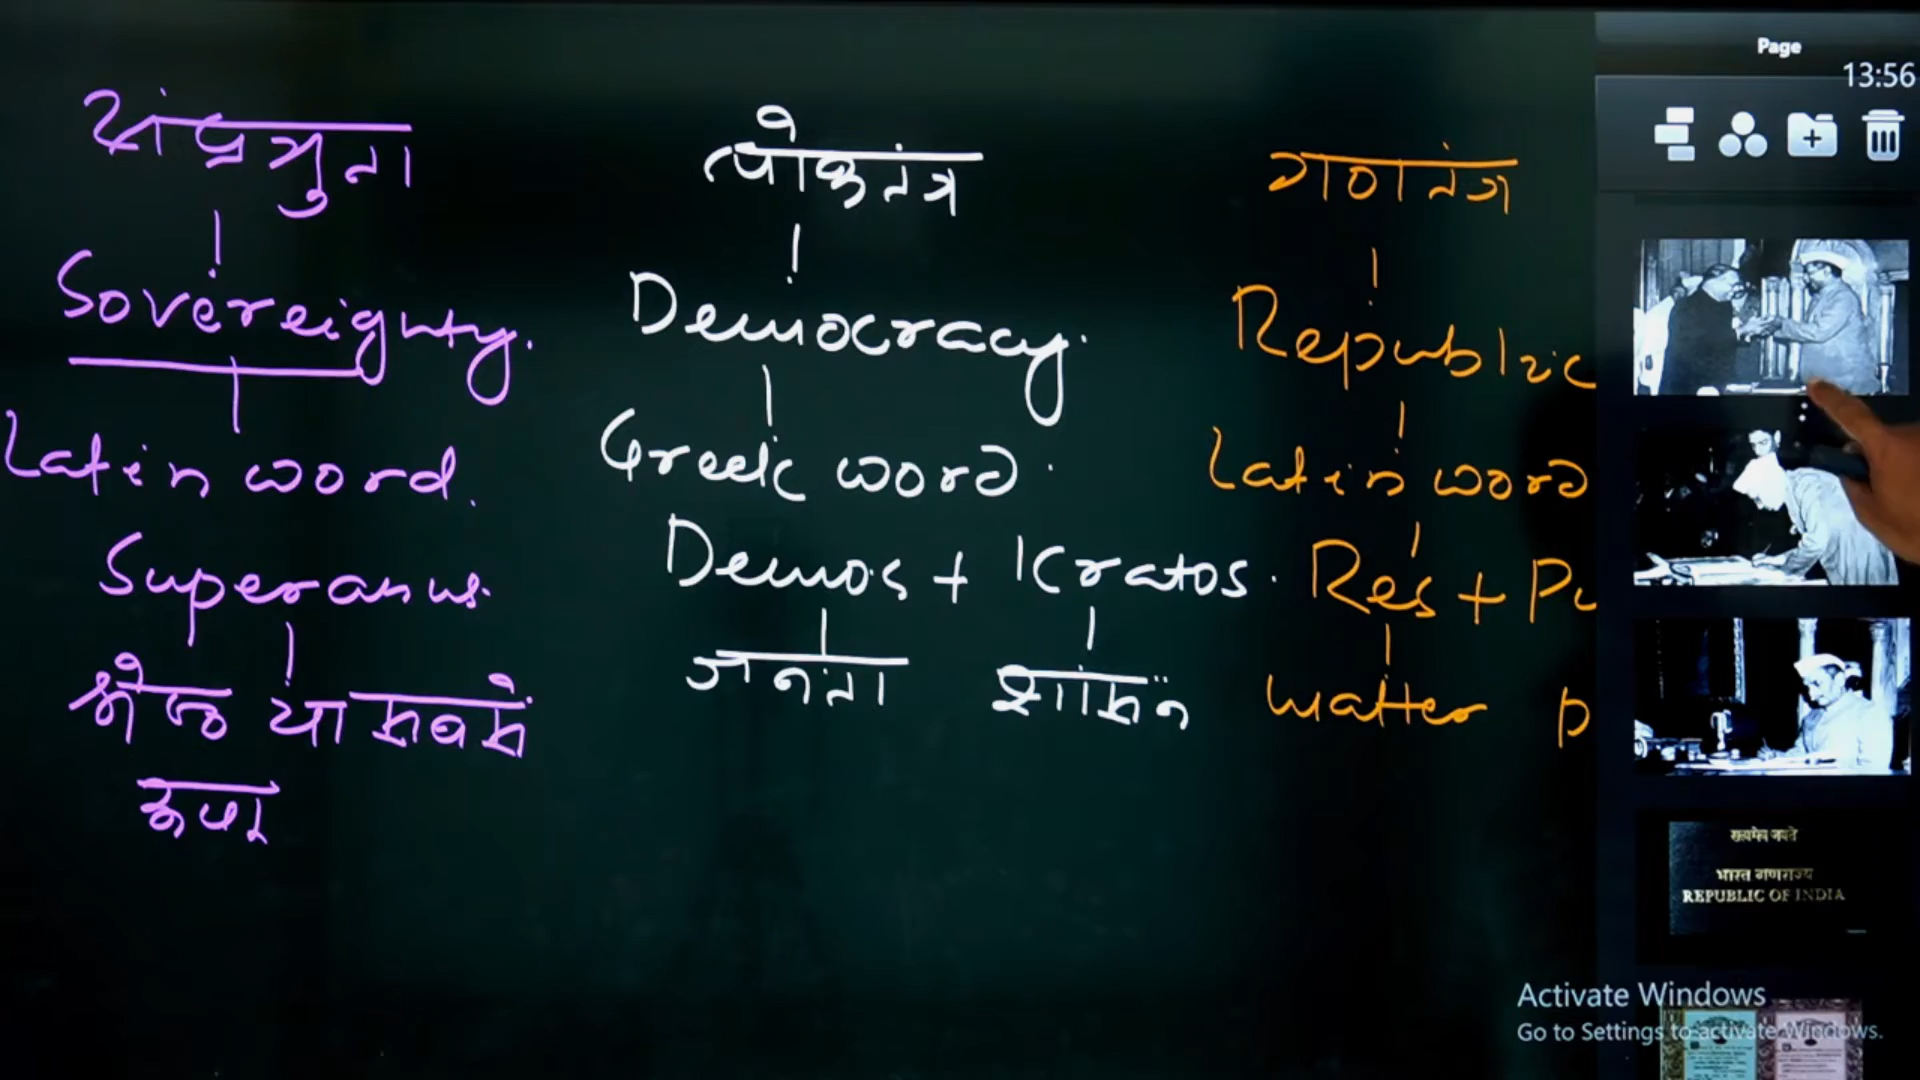 संप्रभुता
Sovereignty.
Latin word.
Superanus.
श्रेष्ठ या सबसे
ऊपर
लोकतंत्र
Democracy.
Greek word.
Demos + Kratos.
जनता शासन
गणतंत्र
Republic
Latin word
Res + Pu
matter p
Page
13:56
सत्यमेव जयते
भारत गणराज्य
REPUBLIC OF INDIA
Activate Windows
Go to Settings to activate Windows.